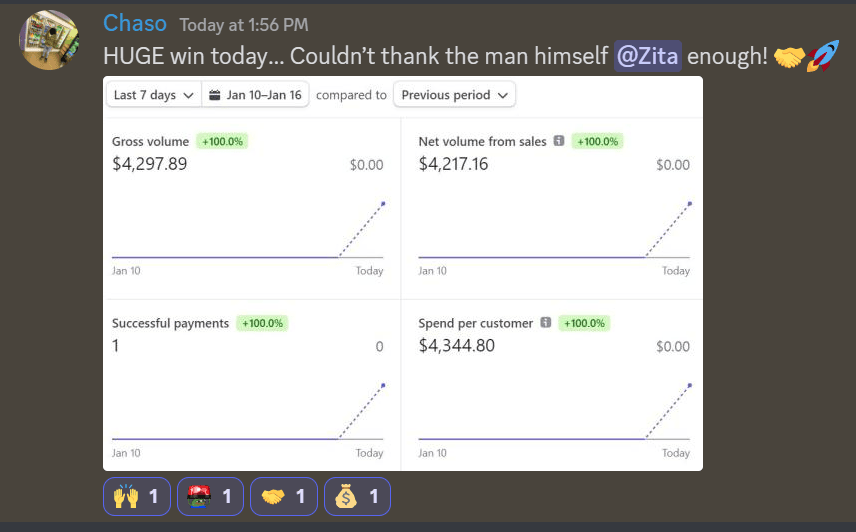 Chaso Today at 1:56 PM
HUGE win today... Couldn't thank the man himself @Zita enough! 🤝🚀
Last 7 days Jan 10–Jan 16 compared to Previous period
Gross volume +100.0%
$4,297.89 $0.00
Jan 10 Today
Net volume from sales +100.0%
$4,217.16 $0.00
Jan 10 Today
Successful payments +100.0%
1 0
Jan 10 Today
Spend per customer +100.0%
$4,344.80 $0.00
Jan 10 Today
🙌 1 🚨 1 🤝 1 💰 1